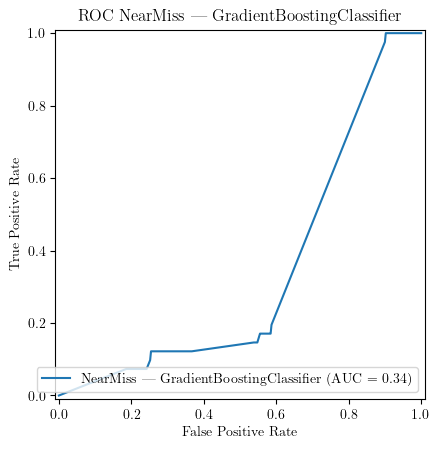 ROC NearMiss — GradientBoostingClassifier
1.0
0.8
0.6
0.4
0.2
0.0
True Positive Rate
NearMiss — GradientBoostingClassifier (AUC = 0.34)
0.0 0.2 0.4 0.6 0.8 1.0
False Positive Rate